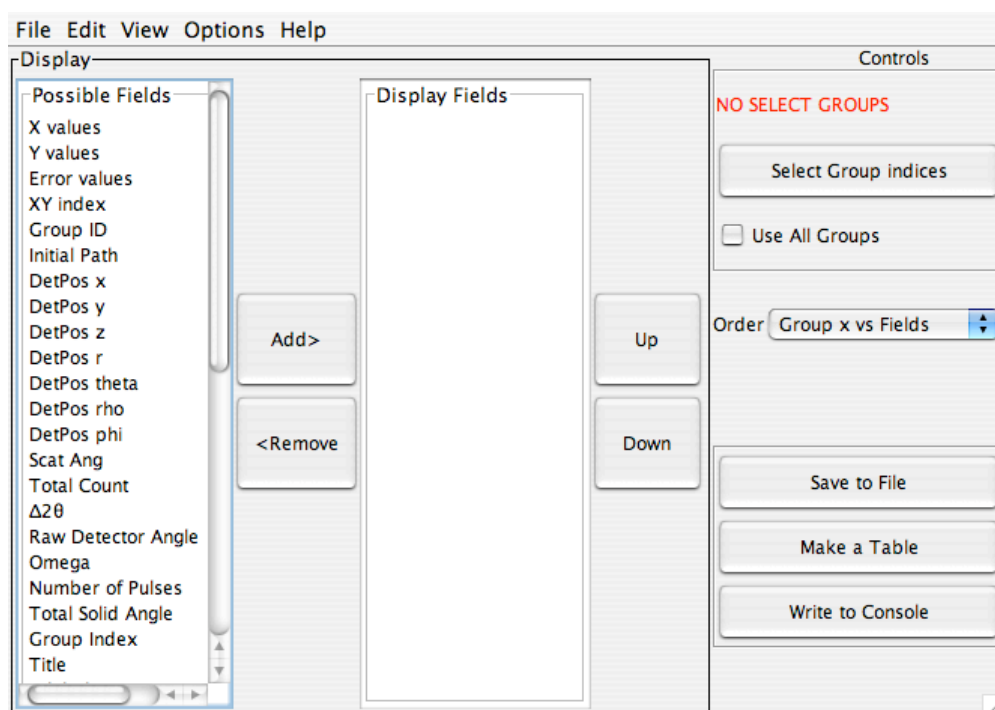 File Edit View Options Help
Display
Possible Fields
X values
Y values
Error values
XY index
Group ID
Initial Path
DetPos x
DetPos y
DetPos z
DetPos r
DetPos theta
DetPos rho
DetPos phi
Scat Ang
Total Count
Δ2θ
Raw Detector Angle
Omega
Number of Pulses
Total Solid Angle
Group Index
Title
Add>
<Remove
Display Fields
Up
Down
Controls
NO SELECT GROUPS
Select Group indices
Use All Groups
Order Group x vs Fields
Save to File
Make a Table
Write to Console